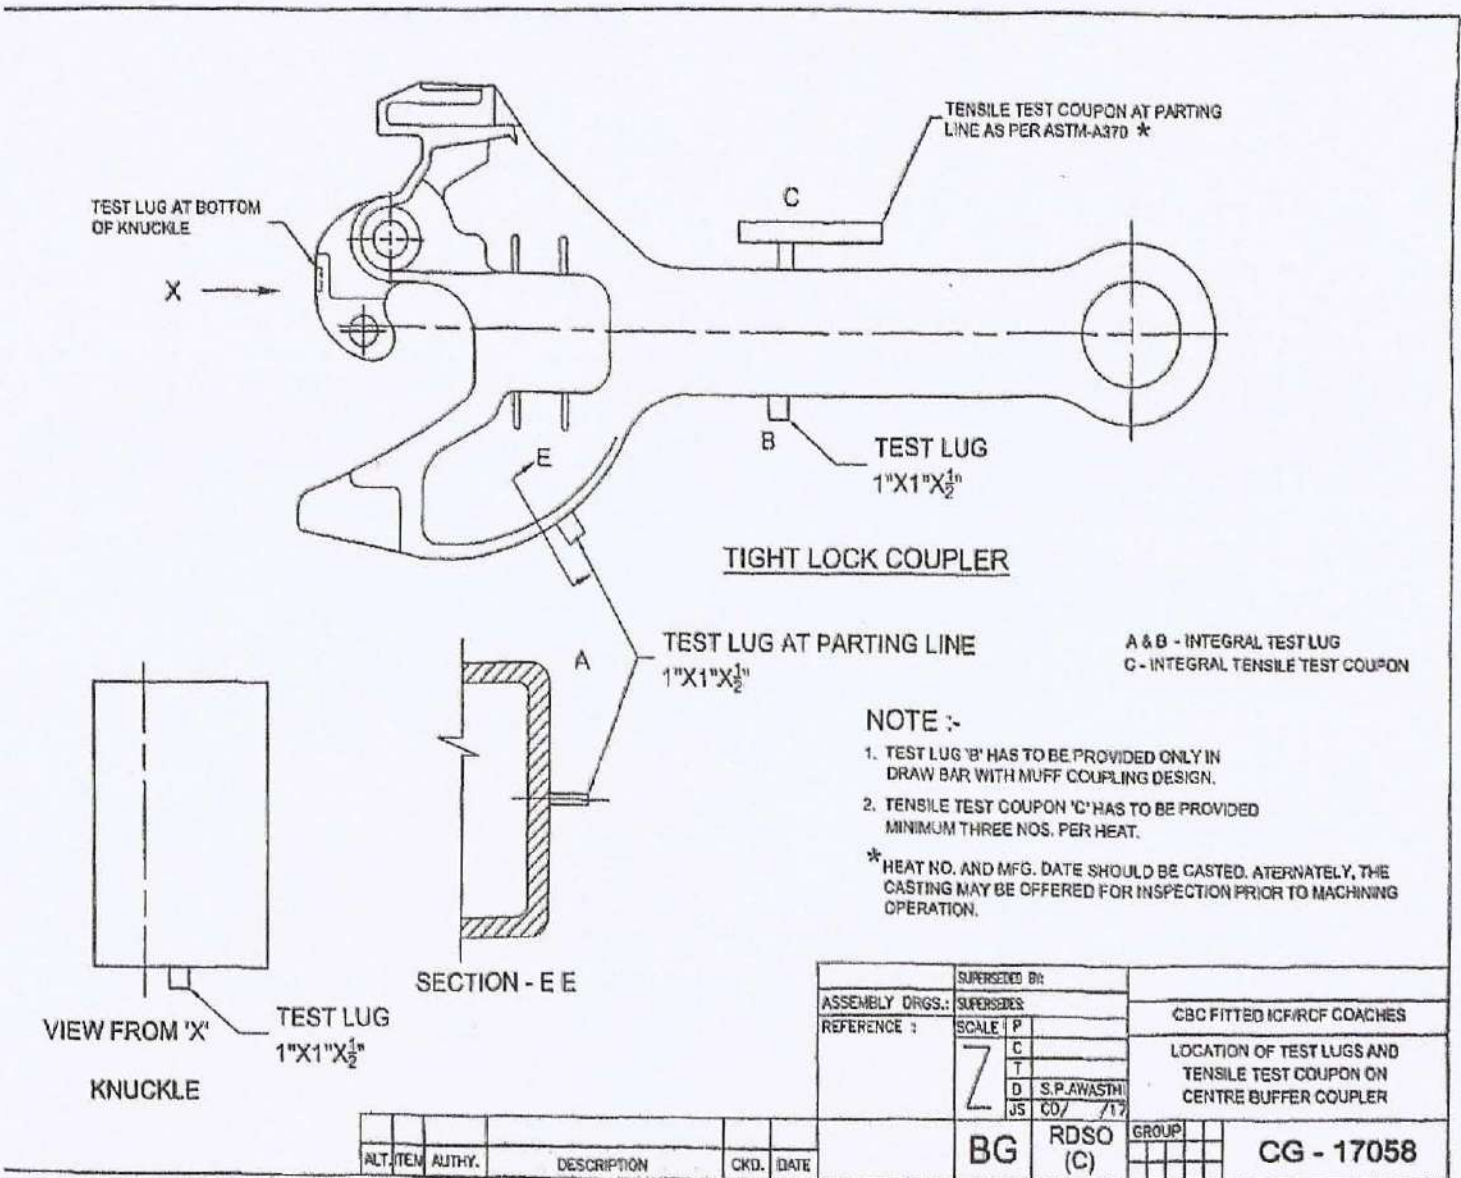 TENSILE TEST COUPON AT PARTING
LINE AS PER ASTM-A370 *
C
TEST LUG AT BOTTOM
OF KNUCKLE
X
B
TEST LUG
1"X1"X½"
E
TIGHT LOCK COUPLER
TEST LUG AT PARTING LINE
1"X1"X½"
A
A & B - INTEGRAL TEST LUG
C - INTEGRAL TENSILE TEST COUPON
NOTE :-
1. TEST LUG 'B' HAS TO BE PROVIDED ONLY IN
DRAW BAR WITH MUFF COUPLING DESIGN.
2. TENSILE TEST COUPON 'C' HAS TO BE PROVIDED
MINIMUM THREE NOS. PER HEAT.
* HEAT NO. AND MFG. DATE SHOULD BE CASTED. ATERNATELY, THE
CASTING MAY BE OFFERED FOR INSPECTION PRIOR TO MACHINING
OPERATION.
SECTION - E E
VIEW FROM 'X'
TEST LUG
1"X1"X½"
KNUCKLE
SUPERSEDED BY:
ASSEMBLY DRGS.:
SUPERSEDES:
REFERENCE :
SCALE
P
C
T
D S.P.AWASTHI
JS CD/ /17
CBC FITTED ICF/RCF COACHES
LOCATION OF TEST LUGS AND
TENSILE TEST COUPON ON
CENTRE BUFFER COUPLER
BG
RDSO
(C)
GROUP
CG - 17058
ALT. ITEM AUTHY. DESCRIPTION CKD. DATE